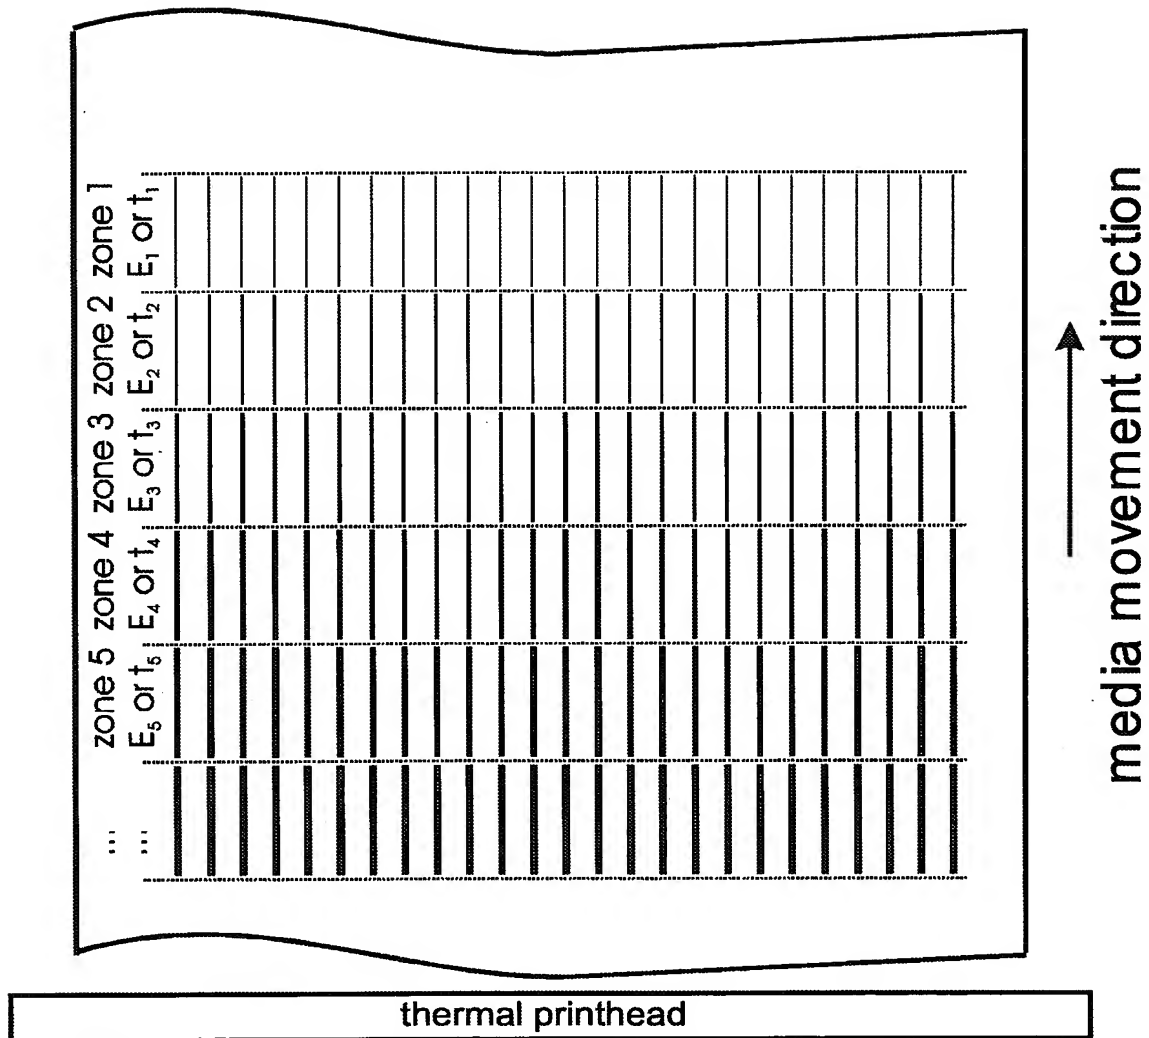 zone 1
E₁ or t₁
zone 2
E₂ or t₂
zone 3
E₃ or t₃
zone 4
E₄ or t₄
zone 5
E₅ or t₅
...
...
media movement direction
thermal printhead